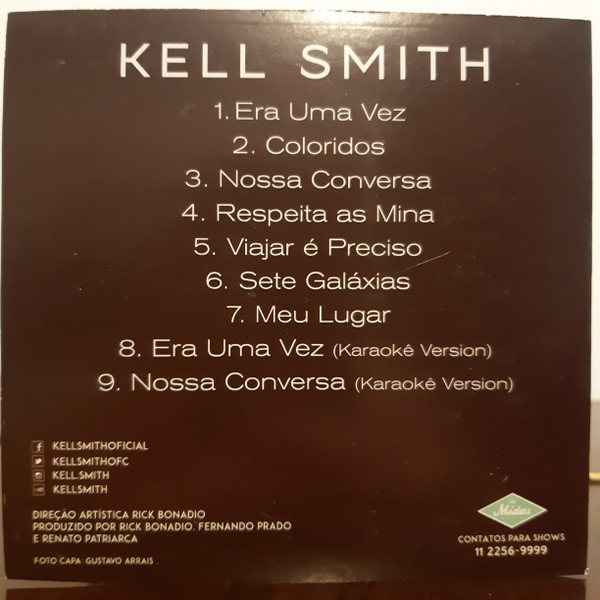 KELL SMITH
1. Era Uma Vez
2. Coloridos
3. Nossa Conversa
4. Respeita as Mina
5. Viajar é Preciso
6. Sete Galáxias
7. Meu Lugar
8. Era Uma Vez (Karaokê Version)
9. Nossa Conversa (Karaokê Version)
KELLSMITHOFICIAL
KELLSMITHOFC
KELL.SMITH
KELLSMITH
DIREÇÃO ARTÍSTICA RICK BONADIO
PRODUZIDO POR RICK BONADIO, FERNANDO PRADO
E RENATO PATRIARCA
FOTO CAPA: GUSTAVO ARRAIS
Midas
CONTATOS PARA SHOWS
11 2256-9999